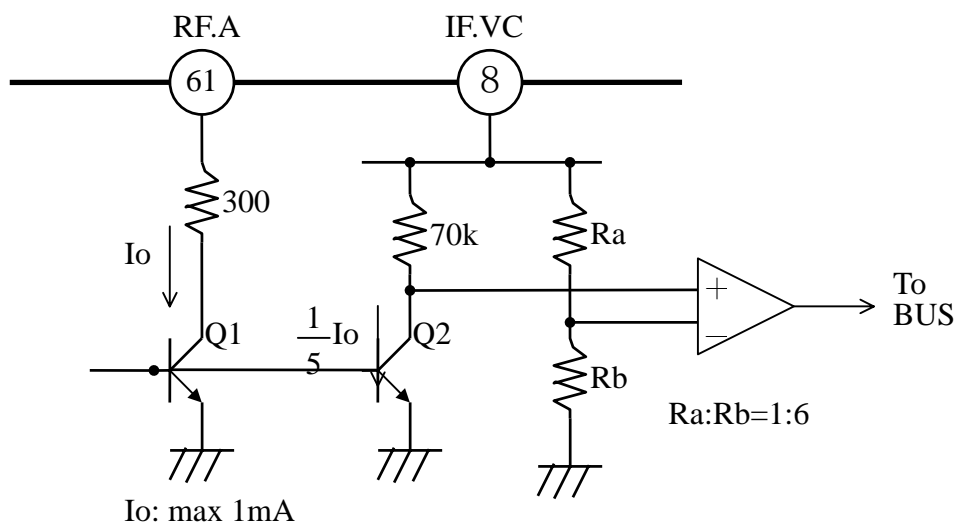 RF.A
IF.VC
61
8
300
70k
Ra
Io
To
BUS
+
−
Q1
1
5
Io
Q2
Rb
Ra:Rb=1:6
Io: max 1mA